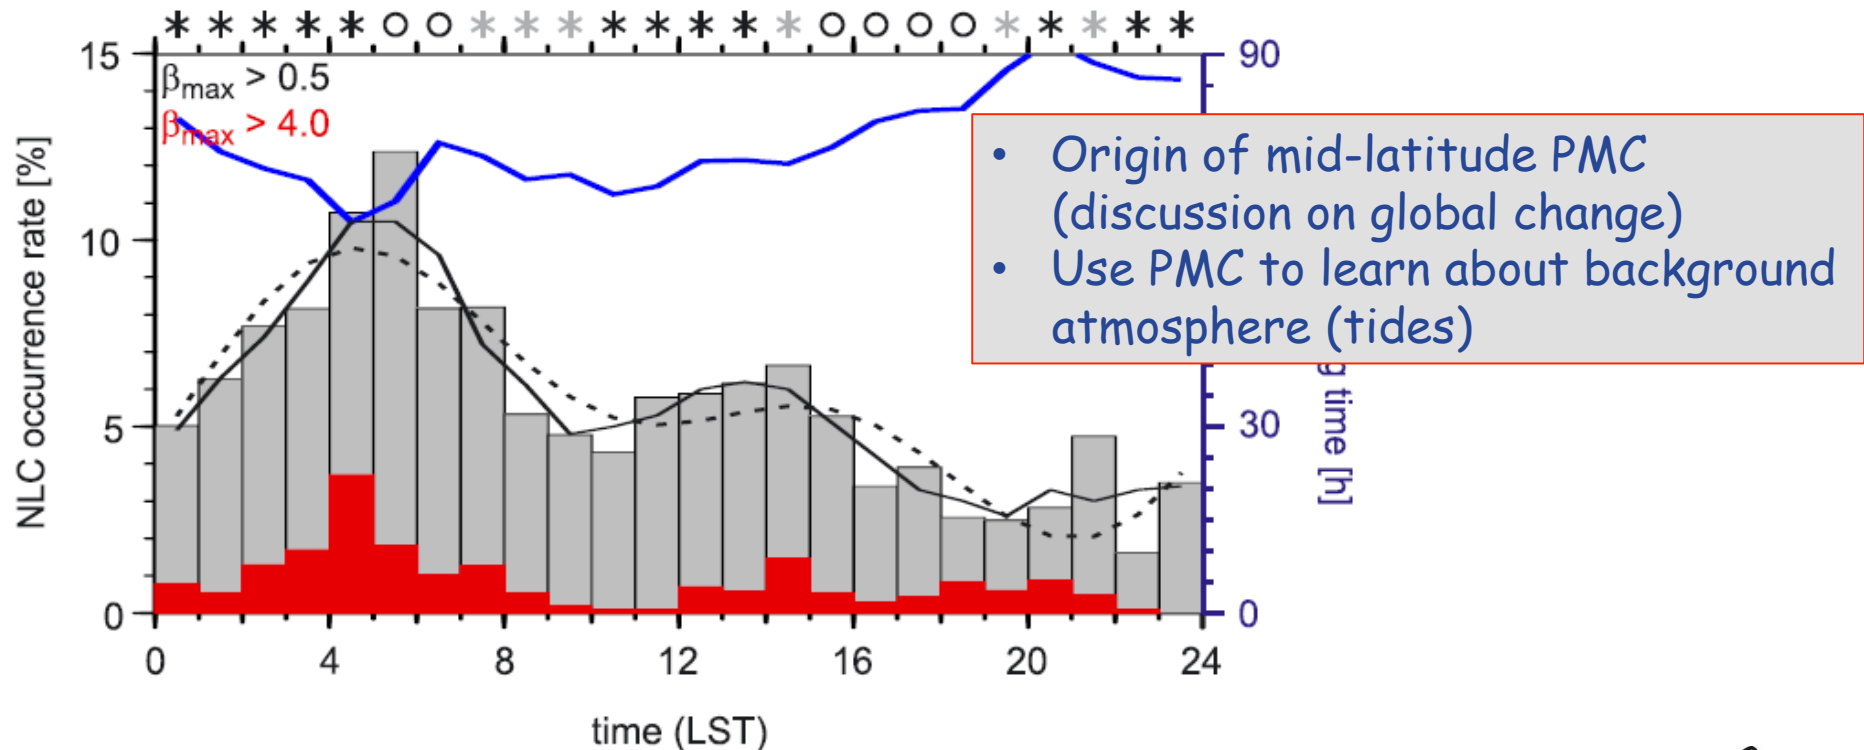 15
90
βmax > 0.5
βmax > 4.0
NLC occurrence rate [%]
• Origin of mid-latitude PMC
(discussion on global change)
• Use PMC to learn about background
atmosphere (tides)
10
5
30
time [h]
0
0
0 4 8 12 16 20 24
time (LST)